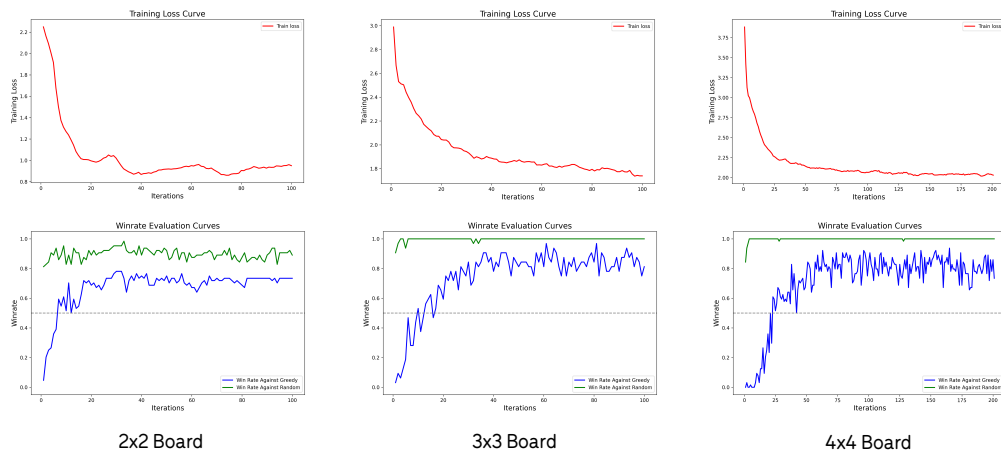 Training Loss Curve
Train loss
2.2
2.0
1.8
1.6
1.4
1.2
1.0
0.8
Training Loss
0 20 40 60 80 100
Iterations
Training Loss Curve
Train loss
3.0
2.8
2.6
2.4
2.2
2.0
1.8
Training Loss
0 20 40 60 80 100
Iterations
Training Loss Curve
Train loss
3.75
3.50
3.25
3.00
2.75
2.50
2.25
2.00
Training Loss
0 25 50 75 100 125 150 175 200
Iterations
Winrate Evaluation Curves
1.0
0.8
0.6
0.4
0.2
0.0
Winrate
Win Rate Against Greedy
Win Rate Against Random
0 20 40 60 80 100
Iterations
Winrate Evaluation Curves
1.0
0.8
0.6
0.4
0.2
0.0
Winrate
Win Rate Against Greedy
Win Rate Against Random
0 20 40 60 80 100
Iterations
Winrate Evaluation Curves
1.0
0.8
0.6
0.4
0.2
0.0
Winrate
Win Rate Against Greedy
Win Rate Against Random
0 25 50 75 100 125 150 175 200
Iterations
2x2 Board
3x3 Board
4x4 Board